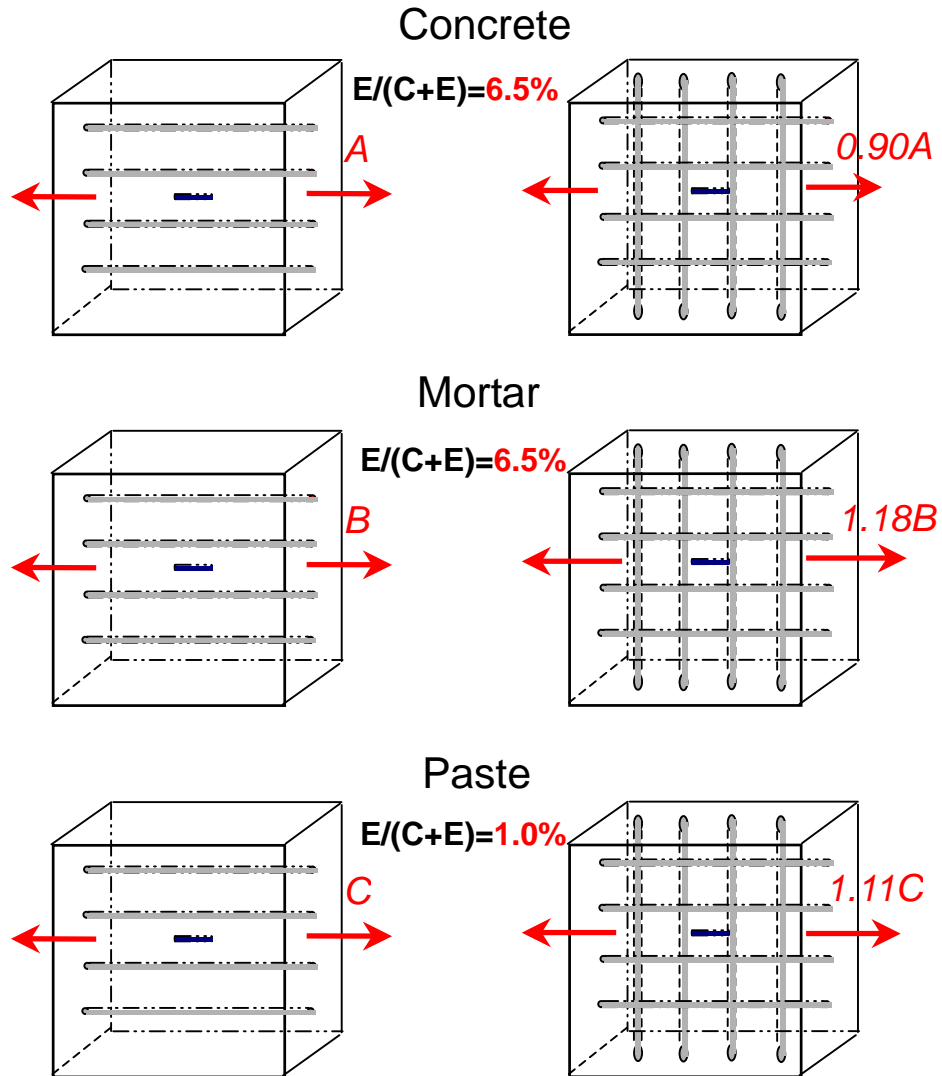 Concrete
E/(C+E)=6.5%
A
0.90A
Mortar
E/(C+E)=6.5%
B
1.18B
Paste
E/(C+E)=1.0%
C
1.11C